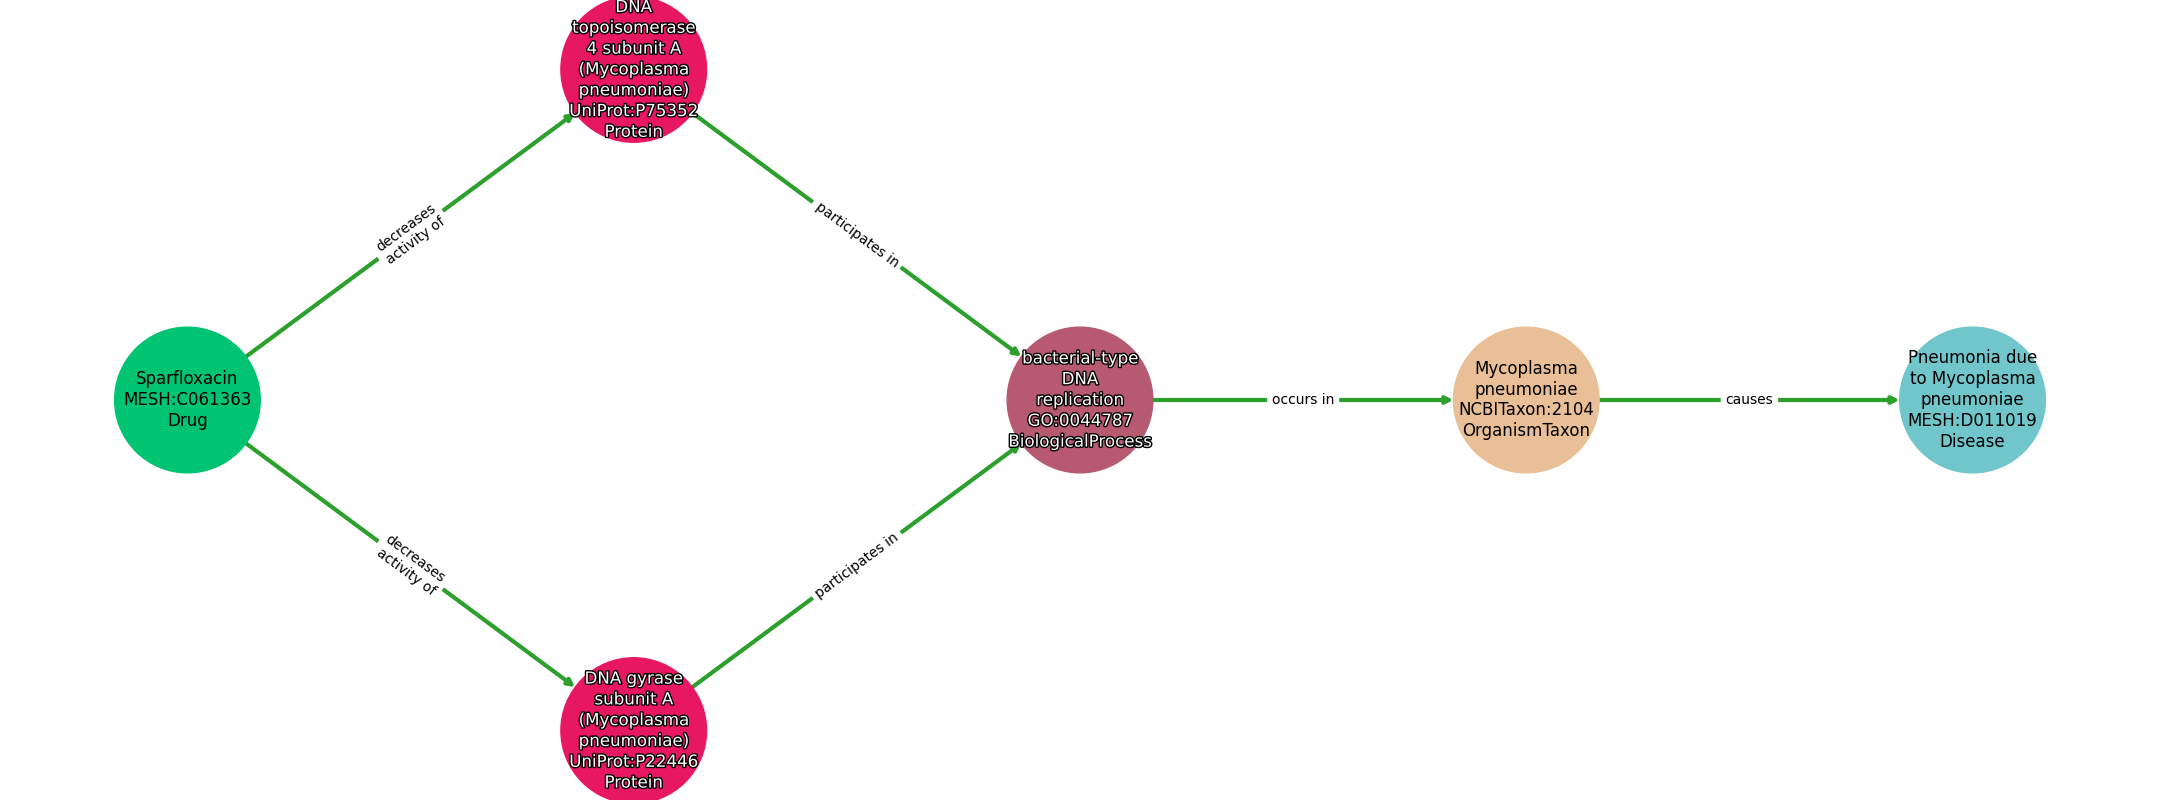 DNA
topoisomerase
4 subunit A
(Mycoplasma
pneumoniae)
UniProt:P75352
Protein
decreases
activity of
participates in
Sparfloxacin
MESH:C061363
Drug
bacterial-type
DNA
replication
GO:0044787
BiologicalProcess
occurs in
Mycoplasma
pneumoniae
NCBITaxon:2104
OrganismTaxon
causes
Pneumonia due
to Mycoplasma
pneumoniae
MESH:D011019
Disease
decreases
activity of
participates in
DNA gyrase
subunit A
(Mycoplasma
pneumoniae)
UniProt:P22446
Protein